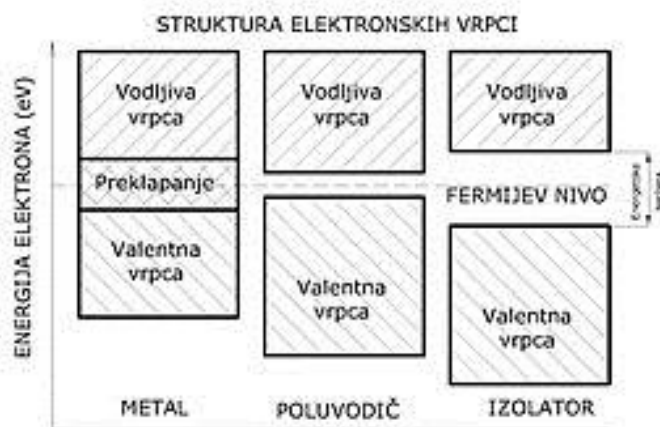 STRUKTURA ELEKTRONSKIH VRPCI
ENERGIJA ELEKTRONA (eV)
Vodljiva
vrpca
Preklapanje
Valentna
vrpca
METAL
Vodljiva
vrpca
Valentna
vrpca
POLUVODIČ
Vodljiva
vrpca
FERMIJEV NIVO
Valentna
vrpca
IZOLATOR